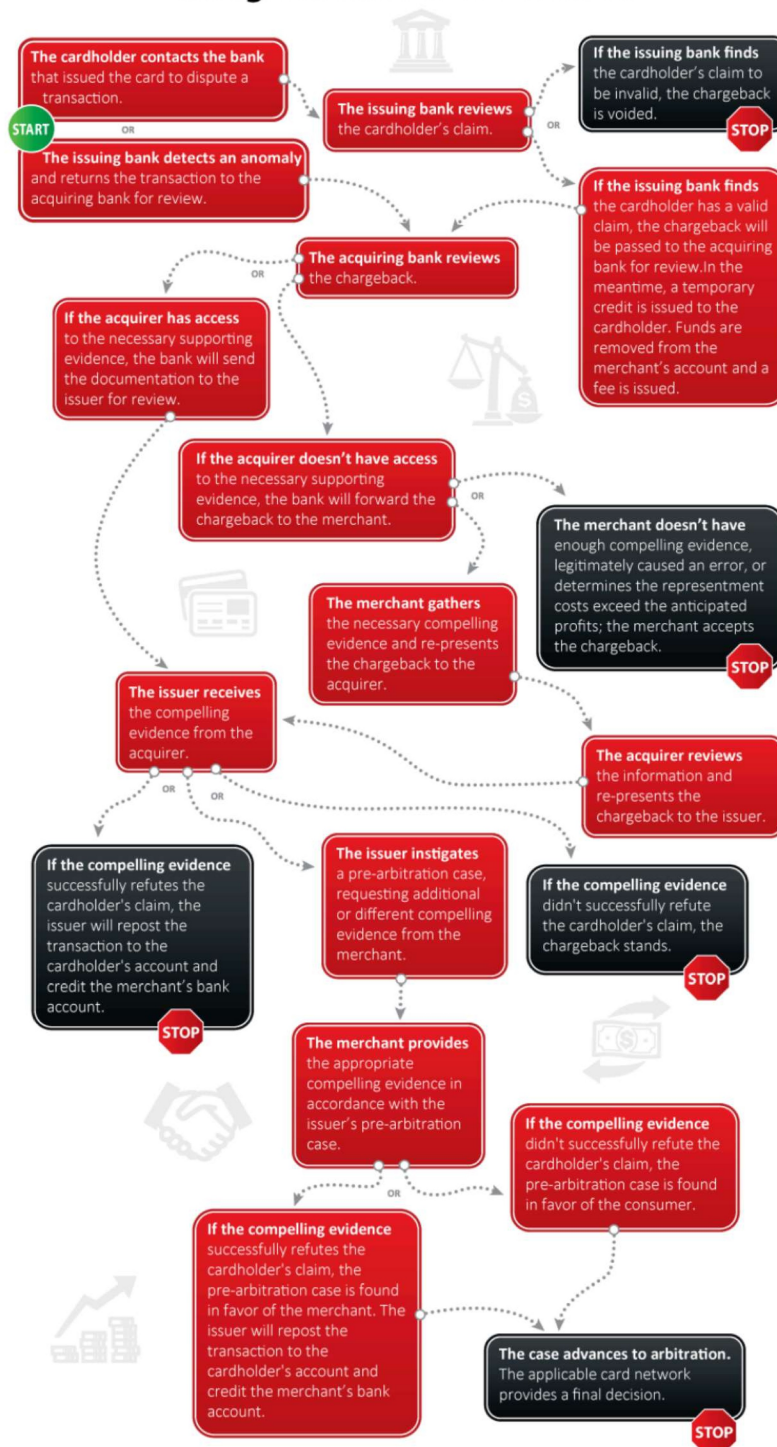 The cardholder contacts the bank
that issued the card to dispute a
transaction.
START
OR
The issuing bank detects an anomaly
and returns the transaction to the
acquiring bank for review.
The issuing bank reviews
the cardholder's claim.
OR
If the issuing bank finds
the cardholder's claim to
be invalid, the chargeback
is voided.
STOP
If the issuing bank finds
the cardholder has a valid
claim, the chargeback will
be passed to the acquiring
bank for review.In the
meantime, a temporary
credit is issued to the
cardholder. Funds are
removed from the
merchant's account and a
fee is issued.
The acquiring bank reviews
the chargeback.
OR
If the acquirer has access
to the necessary supporting
evidence, the bank will send
the documentation to the
issuer for review.
If the acquirer doesn't have access
to the necessary supporting
evidence, the bank will forward the
chargeback to the merchant.
OR
The merchant doesn't have
enough compelling evidence,
legitimately caused an error, or
determines the representment
costs exceed the anticipated
profits; the merchant accepts
the chargeback.
STOP
The merchant gathers
the necessary compelling
evidence and re-presents
the chargeback to the
acquirer.
The issuer receives
the compelling
evidence from the
acquirer.
The acquirer reviews
the information and
re-presents the
chargeback to the issuer.
OR
OR
If the compelling evidence
successfully refutes the
cardholder's claim, the
issuer will repost the
transaction to the
cardholder's account and
credit the merchant's bank
account.
STOP
The issuer instigates
a pre-arbitration case,
requesting additional
or different compelling
evidence from the
merchant.
If the compelling evidence
didn't successfully refute
the cardholder's claim, the
chargeback stands.
STOP
The merchant provides
the appropriate
compelling evidence in
accordance with the
issuer's pre-arbitration
case.
OR
If the compelling evidence
didn't successfully refute the
cardholder's claim, the
pre-arbitration case is found
in favor of the consumer.
If the compelling evidence
successfully refutes the
cardholder's claim, the
pre-arbitration case is found
in favor of the merchant. The
issuer will repost the
transaction to the
cardholder's account and
credit the merchant's bank
account.
The case advances to arbitration.
The applicable card network
provides a final decision.
STOP